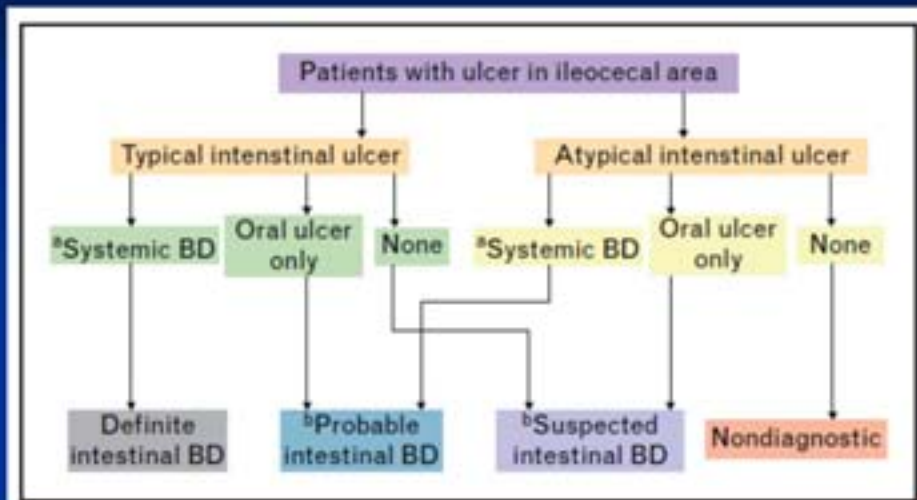 Patients with ulcer in ileocecal area
Typical intenstinal ulcer
Atypical intenstinal ulcer
ᵃSystemic BD
Oral ulcer
only
None
ᵃSystemic BD
Oral ulcer
only
None
Definite
intestinal BD
ᵇProbable
intestinal BD
ᵇSuspected
intestinal BD
Nondiagnostic